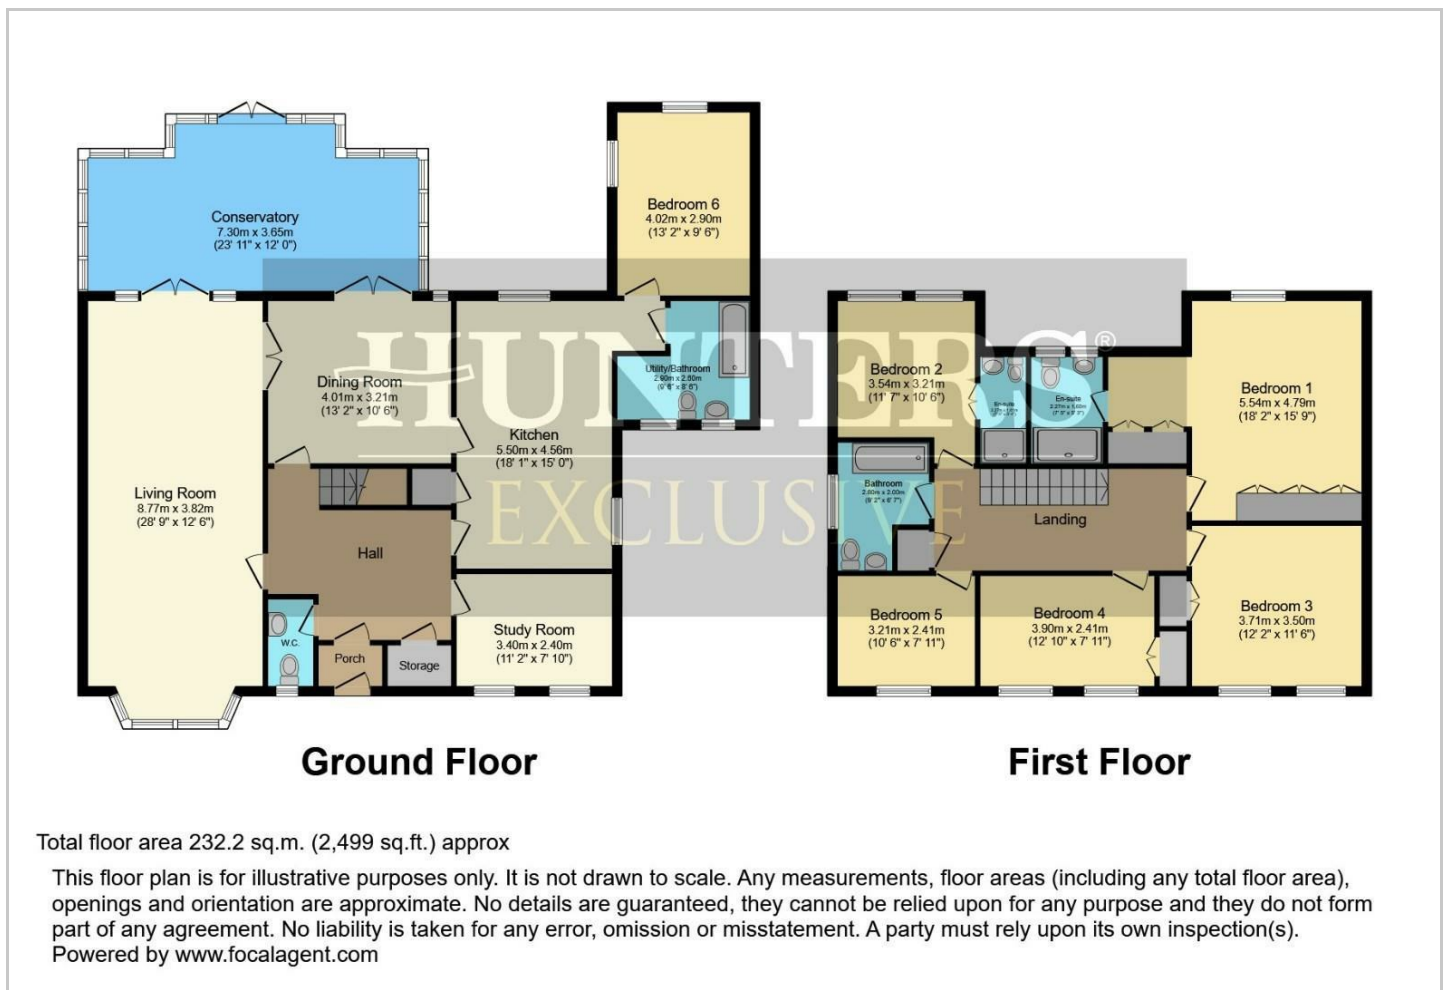 Conservatory
7.30m x 3.65m
(23' 11" x 12' 0")
Bedroom 6
4.02m x 2.90m
(13' 2" x 9' 6")
HUNTERS®
EXCLUSIVE
Dining Room
4.01m x 3.21m
(13' 2" x 10' 6")
Utility/Bathroom
Kitchen
5.50m x 4.56m
(18' 1" x 15' 0")
Living Room
8.77m x 3.82m
(28' 9" x 12' 6")
Hall
W.C.
Porch
Storage
Study Room
3.40m x 2.40m
(11' 2" x 7' 10")
Bedroom 2
3.54m x 3.21m
(11' 7" x 10' 6")
En-suite
En-suite
Bedroom 1
5.54m x 4.79m
(18' 2" x 15' 9")
Bathroom
Landing
Bedroom 5
3.21m x 2.41m
(10' 6" x 7' 11")
Bedroom 4
3.90m x 2.41m
(12' 10" x 7' 11")
Bedroom 3
3.71m x 3.50m
(12' 2" x 11' 6")
Ground Floor
First Floor
Total floor area 232.2 sq.m. (2,499 sq.ft.) approx
This floor plan is for illustrative purposes only. It is not drawn to scale. Any measurements, floor areas (including any total floor area),
openings and orientation are approximate. No details are guaranteed, they cannot be relied upon for any purpose and they do not form
part of any agreement. No liability is taken for any error, omission or misstatement. A party must rely upon its own inspection(s).
Powered by www.focalagent.com